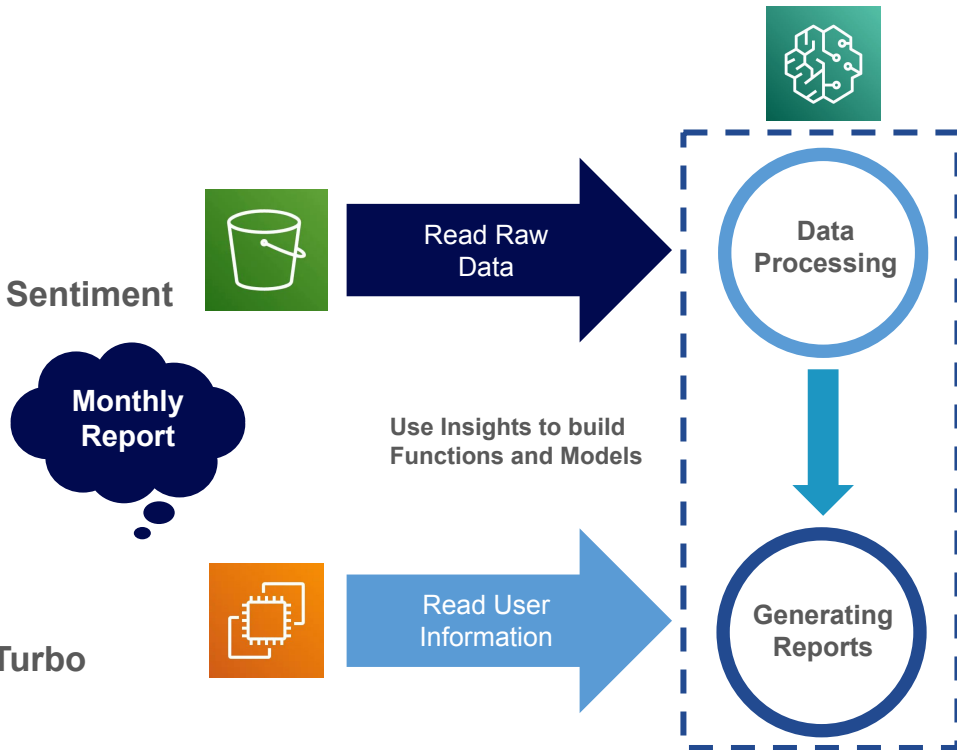 Sentiment
Read Raw
Data
Data
Processing
Monthly
Report
Use Insights to build
Functions and Models
Turbo
Read User
Information
Generating
Reports